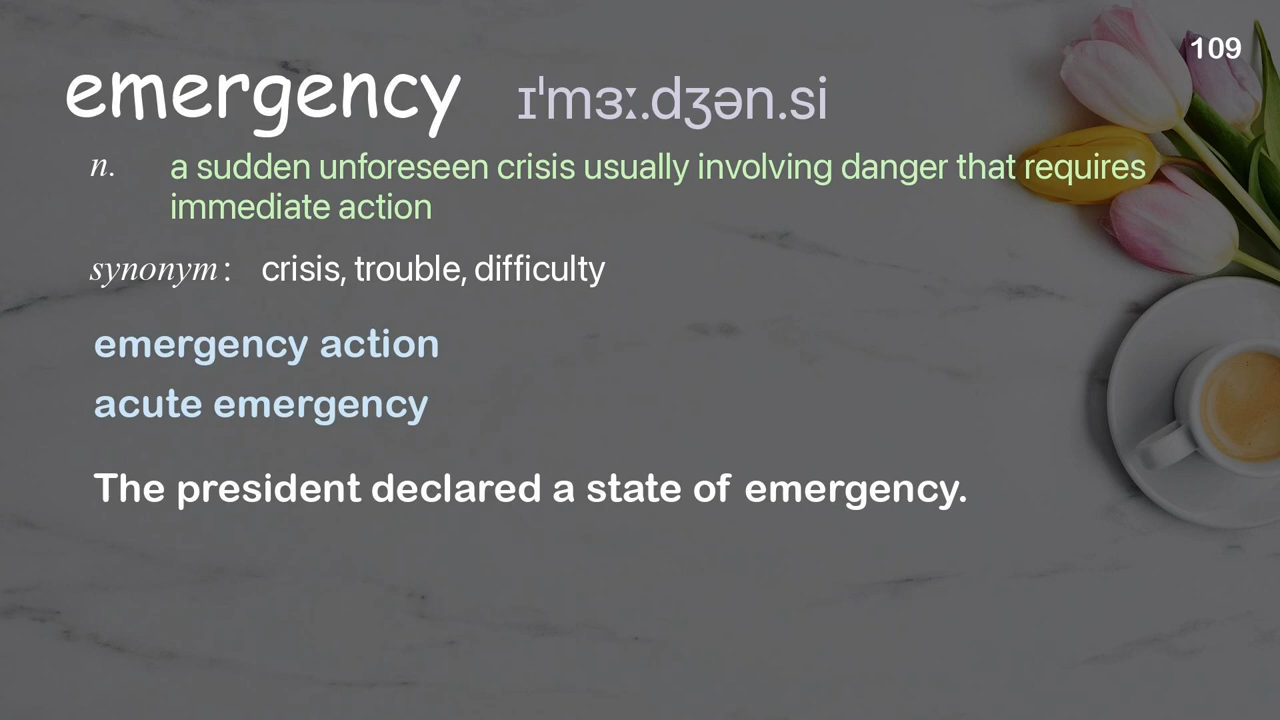 109
emergency ɪˈmɜː.dʒən.si
n. a sudden unforeseen crisis usually involving danger that requires
immediate action
synonym: crisis, trouble, difficulty
emergency action
acute emergency
The president declared a state of emergency.